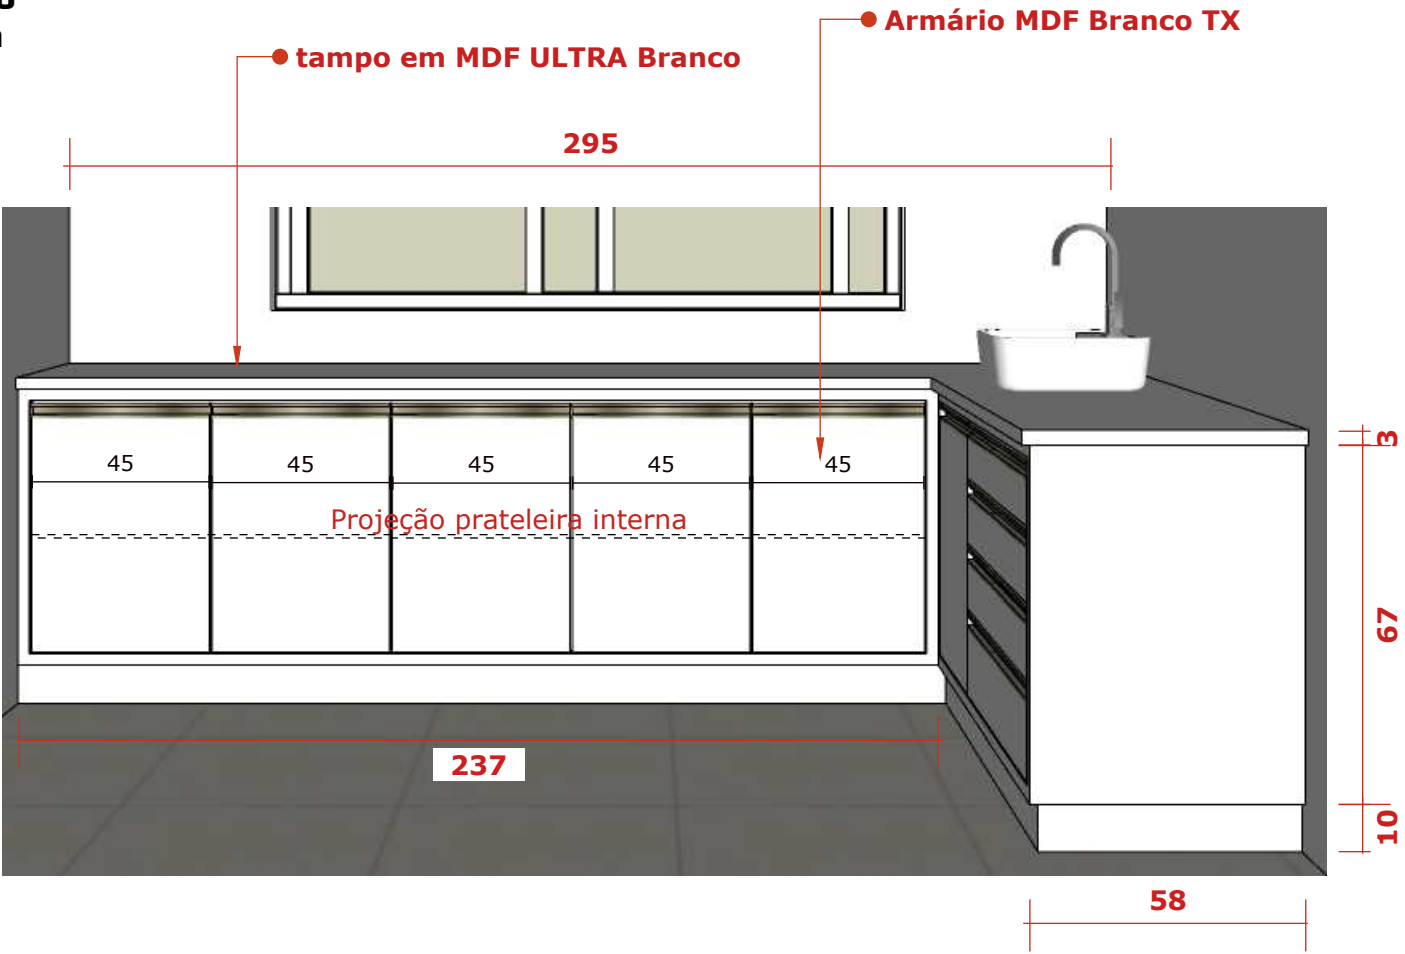 Armário MDF Branco TX
tampo em MDF ULTRA Branco
295
3
45 45 45 45 45
Projeção prateleira interna
67
237
10
58